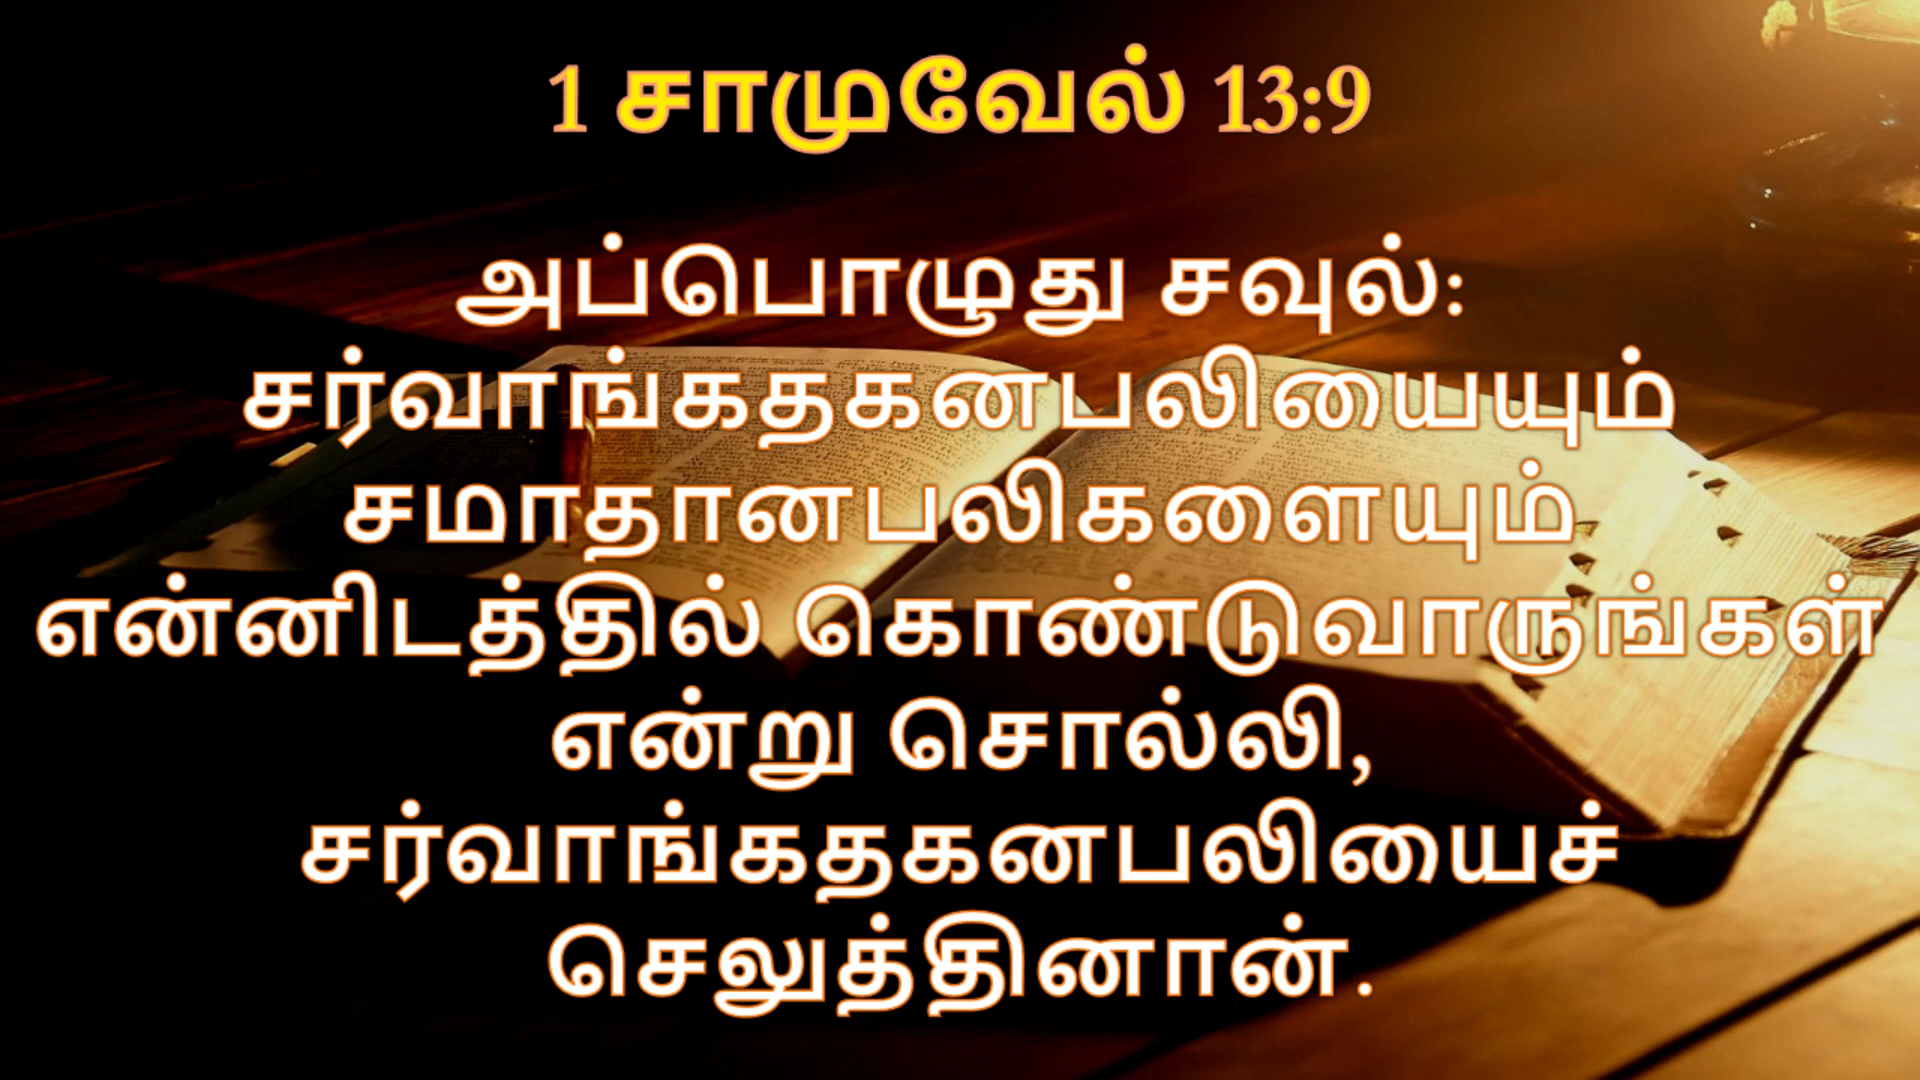 1 சாமுவேல் 13:9
அப்பொழுது சவுல்:
சர்வாங்கதகனபலியையும்
சமாதானபலிகளையும்
என்னிடத்தில் கொண்டுவாருங்கள்
என்று சொல்லி,
சர்வாங்கதகனபலியைச்
செலுத்தினான்.